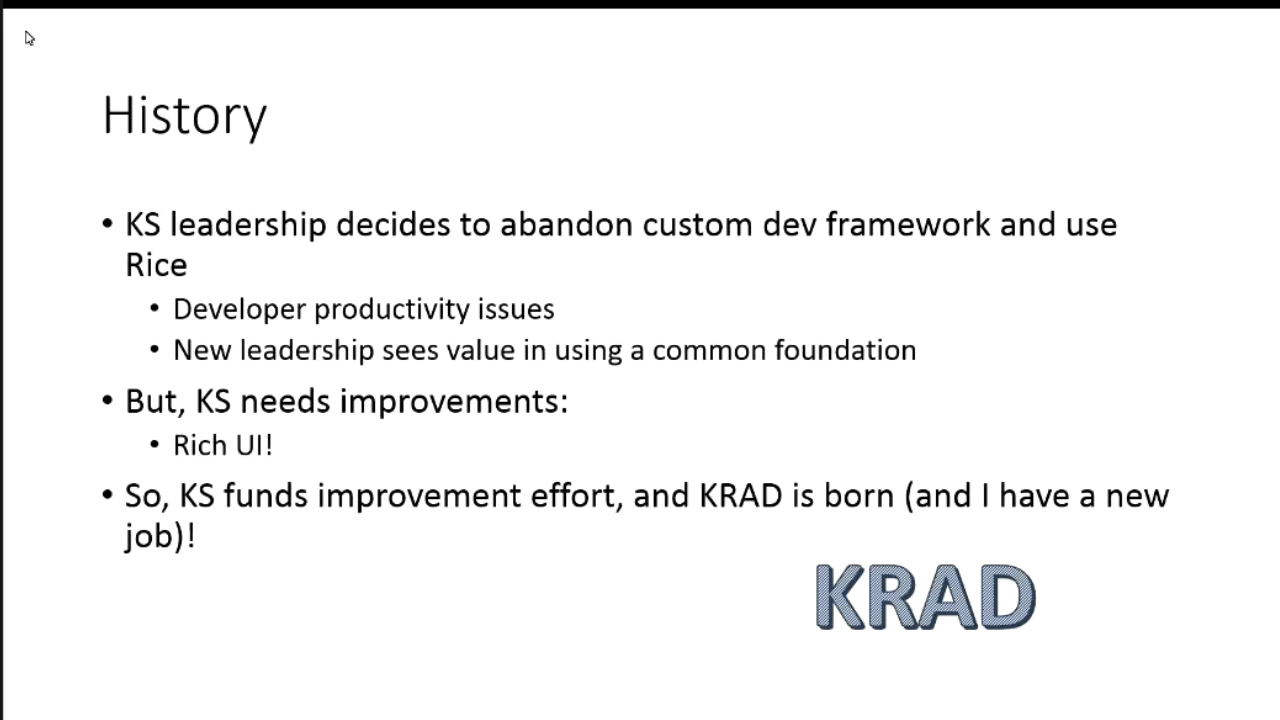 History
• KS leadership decides to abandon custom dev framework and use
Rice
• Developer productivity issues
• New leadership sees value in using a common foundation
• But, KS needs improvements:
• Rich UI!
• So, KS funds improvement effort, and KRAD is born (and I have a new
job)!
KRAD